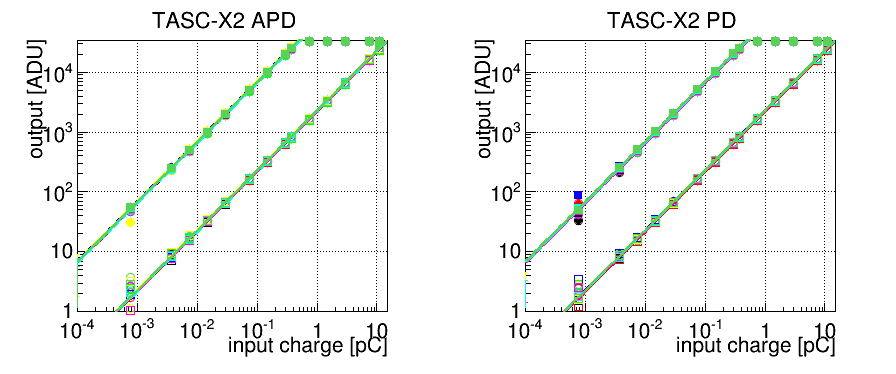 TASC-X2 APD
output [ADU]
10^4
10^3
10^2
10
1
10^-4 10^-3 10^-2 10^-1 1 10
input charge [pC]
TASC-X2 PD
output [ADU]
10^4
10^3
10^2
10
1
10^-4 10^-3 10^-2 10^-1 1 10
input charge [pC]